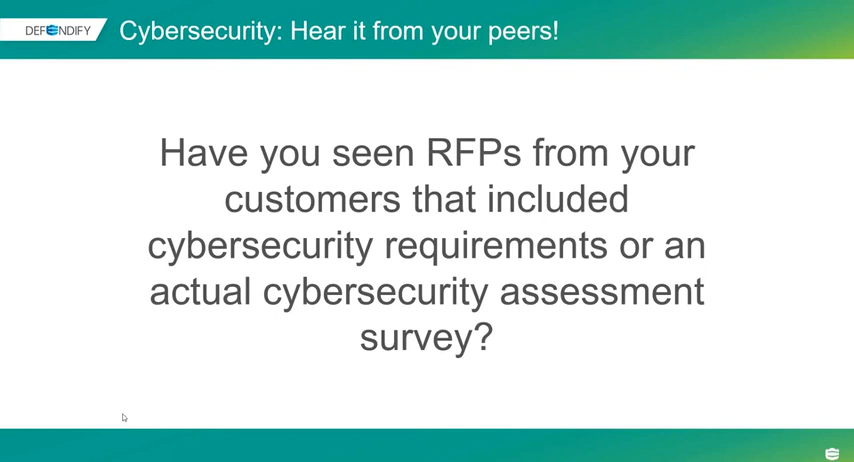 DEFENDIFY
Cybersecurity: Hear it from your peers!
Have you seen RFPs from your
customers that included
cybersecurity requirements or an
actual cybersecurity assessment
survey?